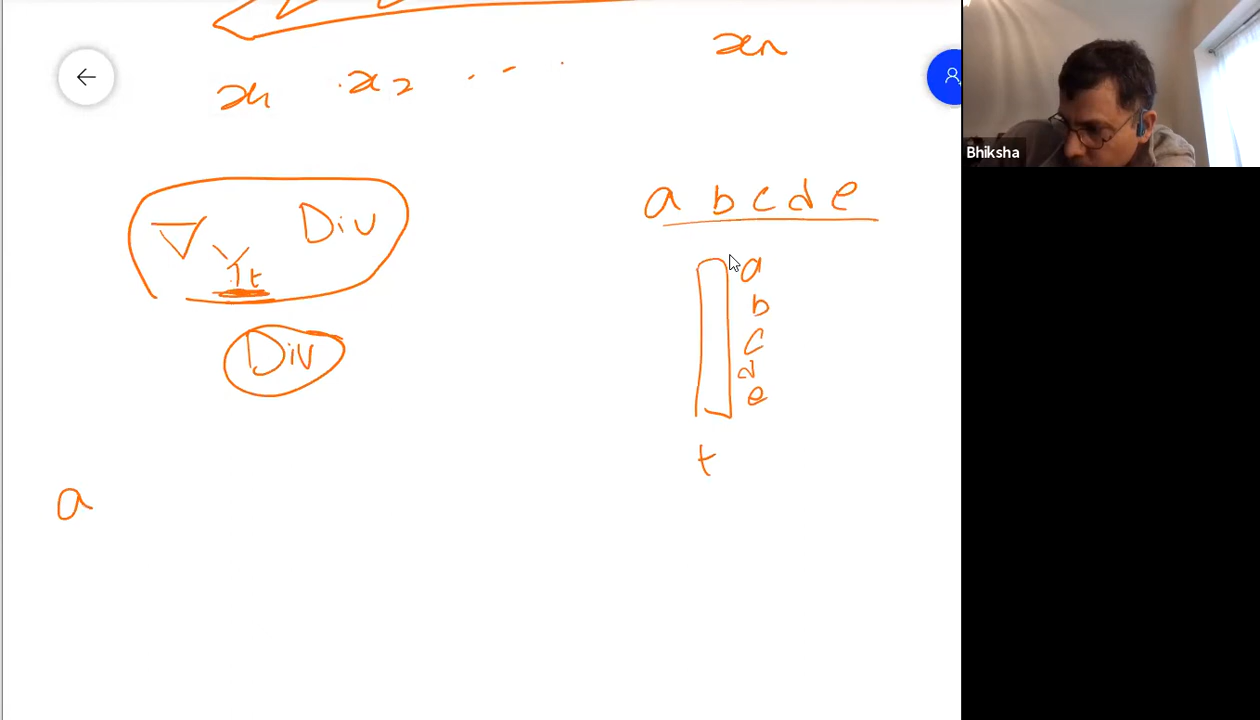 x1 x2 ... xn
∇Yt Div
Div
a b c d e
a
b
c
d
e
t
a
Bhiksha